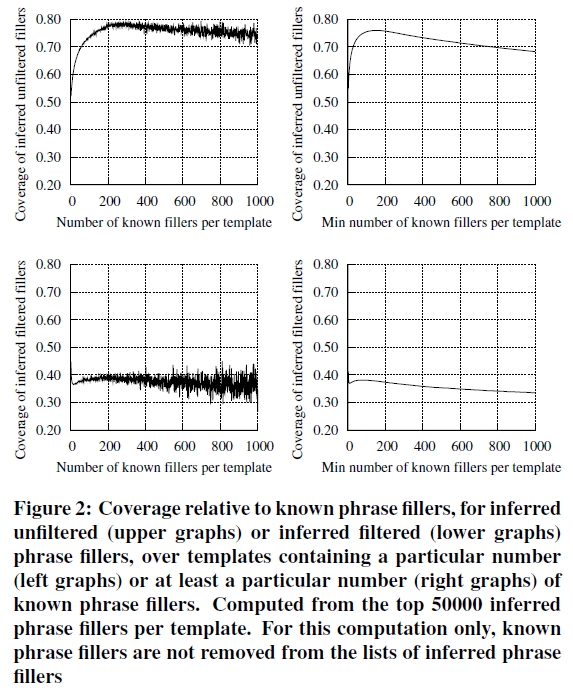 0.80
0.70
0.60
0.50
0.40
0.30
0.20
0 200 400 600 800 1000
Coverage of inferred unfiltered fillers
Number of known fillers per template
0.80
0.70
0.60
0.50
0.40
0.30
0.20
0 200 400 600 800 1000
Coverage of inferred unfiltered fillers
Min number of known fillers per template
0.80
0.70
0.60
0.50
0.40
0.30
0.20
0 200 400 600 800 1000
Coverage of inferred filtered fillers
Number of known fillers per template
0.80
0.70
0.60
0.50
0.40
0.30
0.20
0 200 400 600 800 1000
Coverage of inferred filtered fillers
Min number of known fillers per template
Figure 2: Coverage relative to known phrase fillers, for inferred
unfiltered (upper graphs) or inferred filtered (lower graphs)
phrase fillers, over templates containing a particular number
(left graphs) or at least a particular number (right graphs) of
known phrase fillers. Computed from the top 50000 inferred
phrase fillers per template. For this computation only, known
phrase fillers are not removed from the lists of inferred phrase
fillers